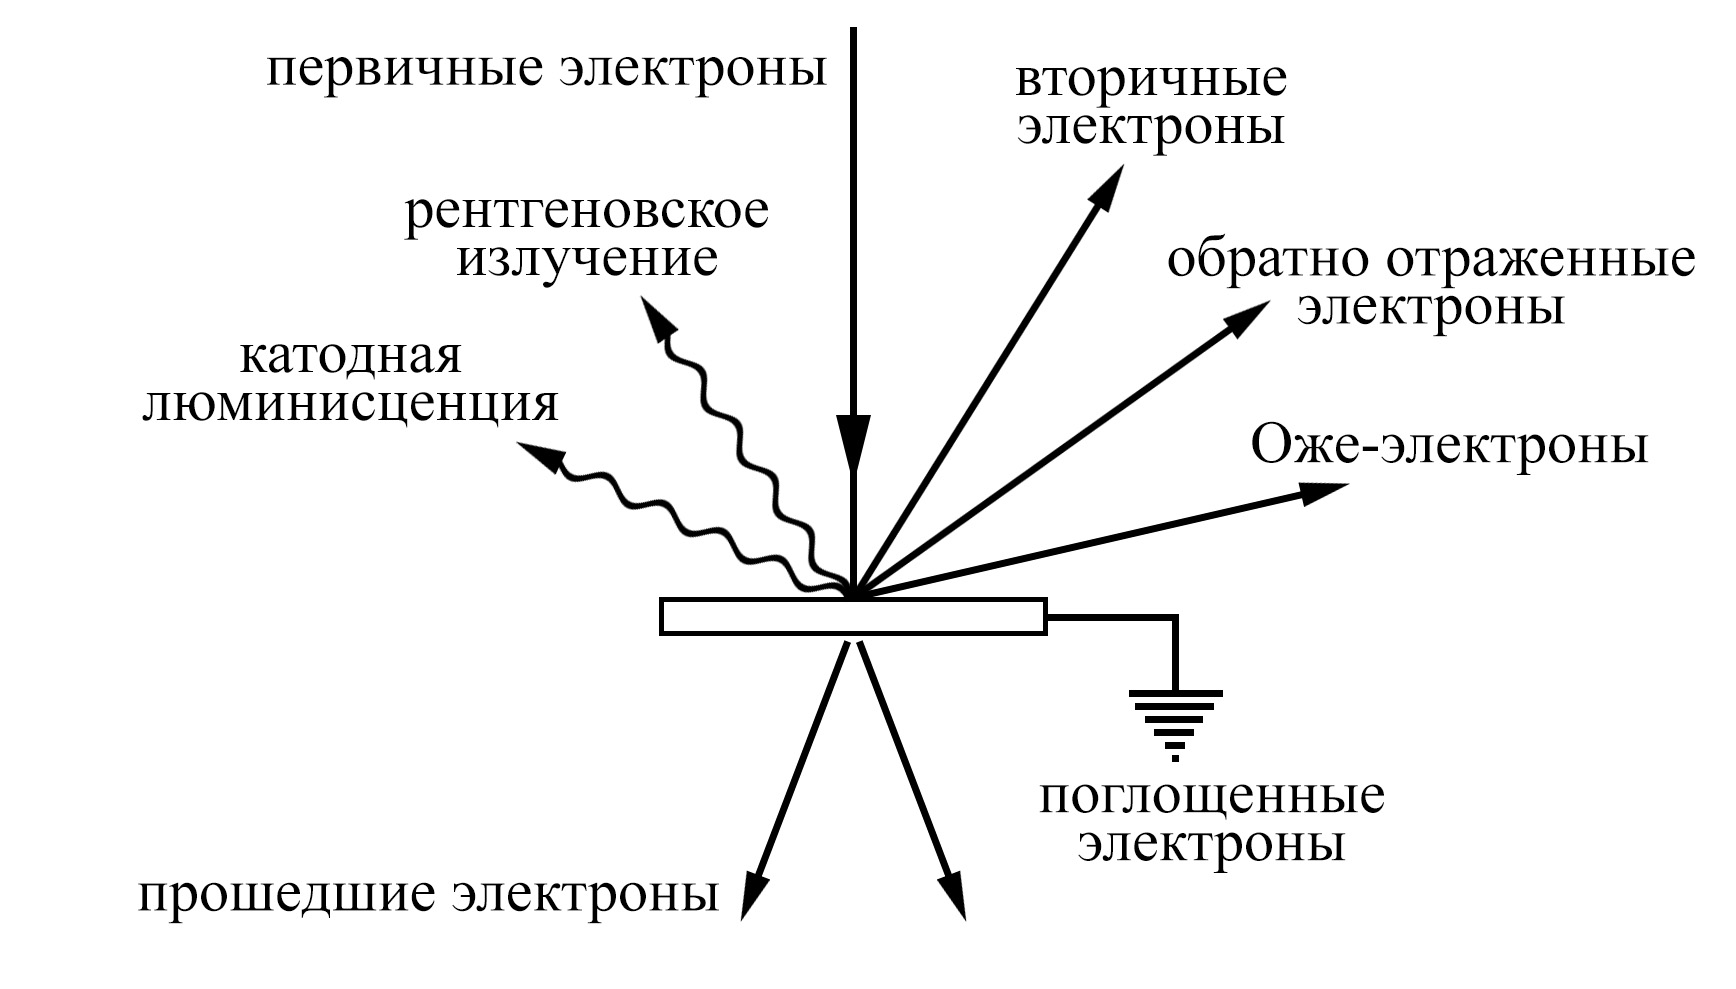 первичные электроны
вторичные
электроны
рентгеновское
излучение
обратно отраженные
электроны
катодная
люминисценция
Оже-электроны
поглощенные
электроны
прошедшие электроны